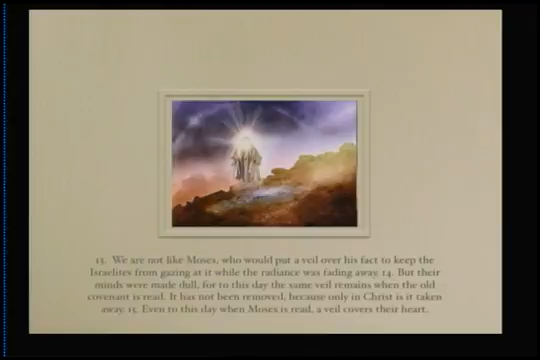 13. We are not like Moses, who would put a veil over his fact to keep the
Israelites from gazing at it while the radiance was fading away. 14. But their
minds were made dull, for to this day the same veil remains when the old
covenant is read. It has not been removed, because only in Christ is it taken
away. 15. Even to this day when Moses is read, a veil covers their heart.